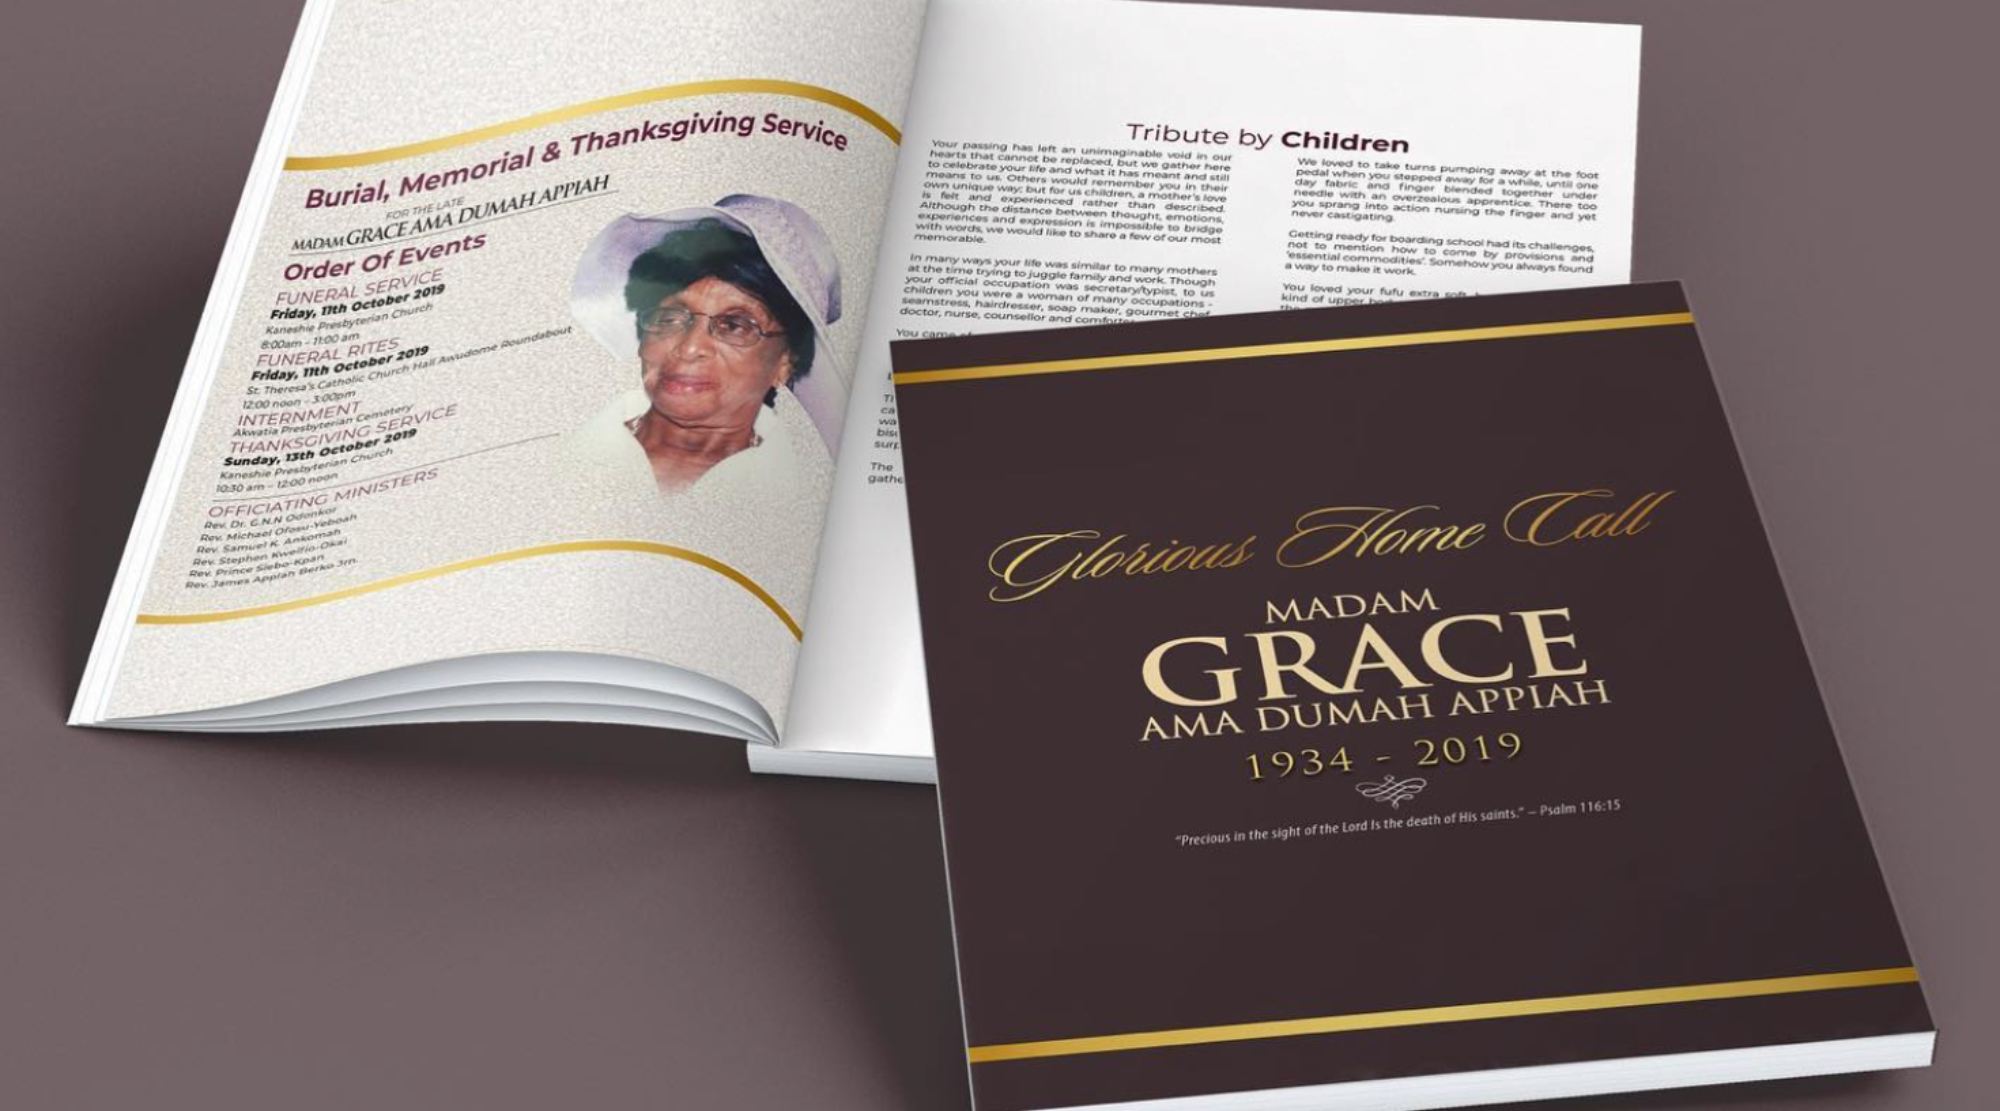 Burial, Memorial & Thanksgiving Service
FOR THE LATE
MADAM GRACE AMA DUMAH APPIAH
Order Of Events
FUNERAL SERVICE
Friday, 11th October 2019
Kaneshie Presbyterian Church
8:00am - 11:00 am
FUNERAL RITES
Friday, 11th October 2019
St. Theresa's Catholic Church Hall Awudome Roundabout
12:00 noon - 3:00pm
INTERNMENT
Akwatia Presbyterian Cemetery
THANKSGIVING SERVICE
Sunday, 13th October 2019
Kaneshie Presbyterian Church
10:30 am - 12:00 noon
OFFICIATING MINISTERS
Rev. Dr. G.N.N Odonkor
Rev. Michael Ofosu-Yeboah
Rev. Samuel K. Ankomah
Rev. Stephen Kweifio-Okai
Rev. Prince Siebo-Kpan
Rev. James Appiah Berko Jrn.
Tribute by Children
Your passing has left an unimaginable void in our
hearts that cannot be replaced, but we gather here
to celebrate your life and what it has meant and still
means to us. Others would remember you in their
own unique way; but for us children, a mother's love
is felt and experienced rather than described.
Although the distance between thought, emotions,
experiences and expression is impossible to bridge
with words, we would like to share a few of our most
memorable.
In many ways your life was similar to many mothers
at the time trying to juggle family and work. Though
your official occupation was secretary/typist, to us
children you were a woman of many occupations -
seamstress, hairdresser, soap maker, gourmet chef,
doctor, nurse, counsellor and
You came
ca
wa
bis
surp
The
gathe
We loved to take turns pumping away at the foot
pedal when you stepped away for a while, until one
day fabric and finger blended together under
needle with an overzealous apprentice. There too
you sprang into action nursing the finger and yet
never castigating.
Getting ready for boarding school had its challenges,
not to mention how to come by provisions and
'essential commodities'. Somehow you always found
a way to make it work.
You loved your fufu extra soft
kind of upper
Glorious Home Call
MADAM
GRACE
AMA DUMAH APPIAH
1934 - 2019
"Precious in the sight of the Lord Is the death of His saints." – Psalm 116:15